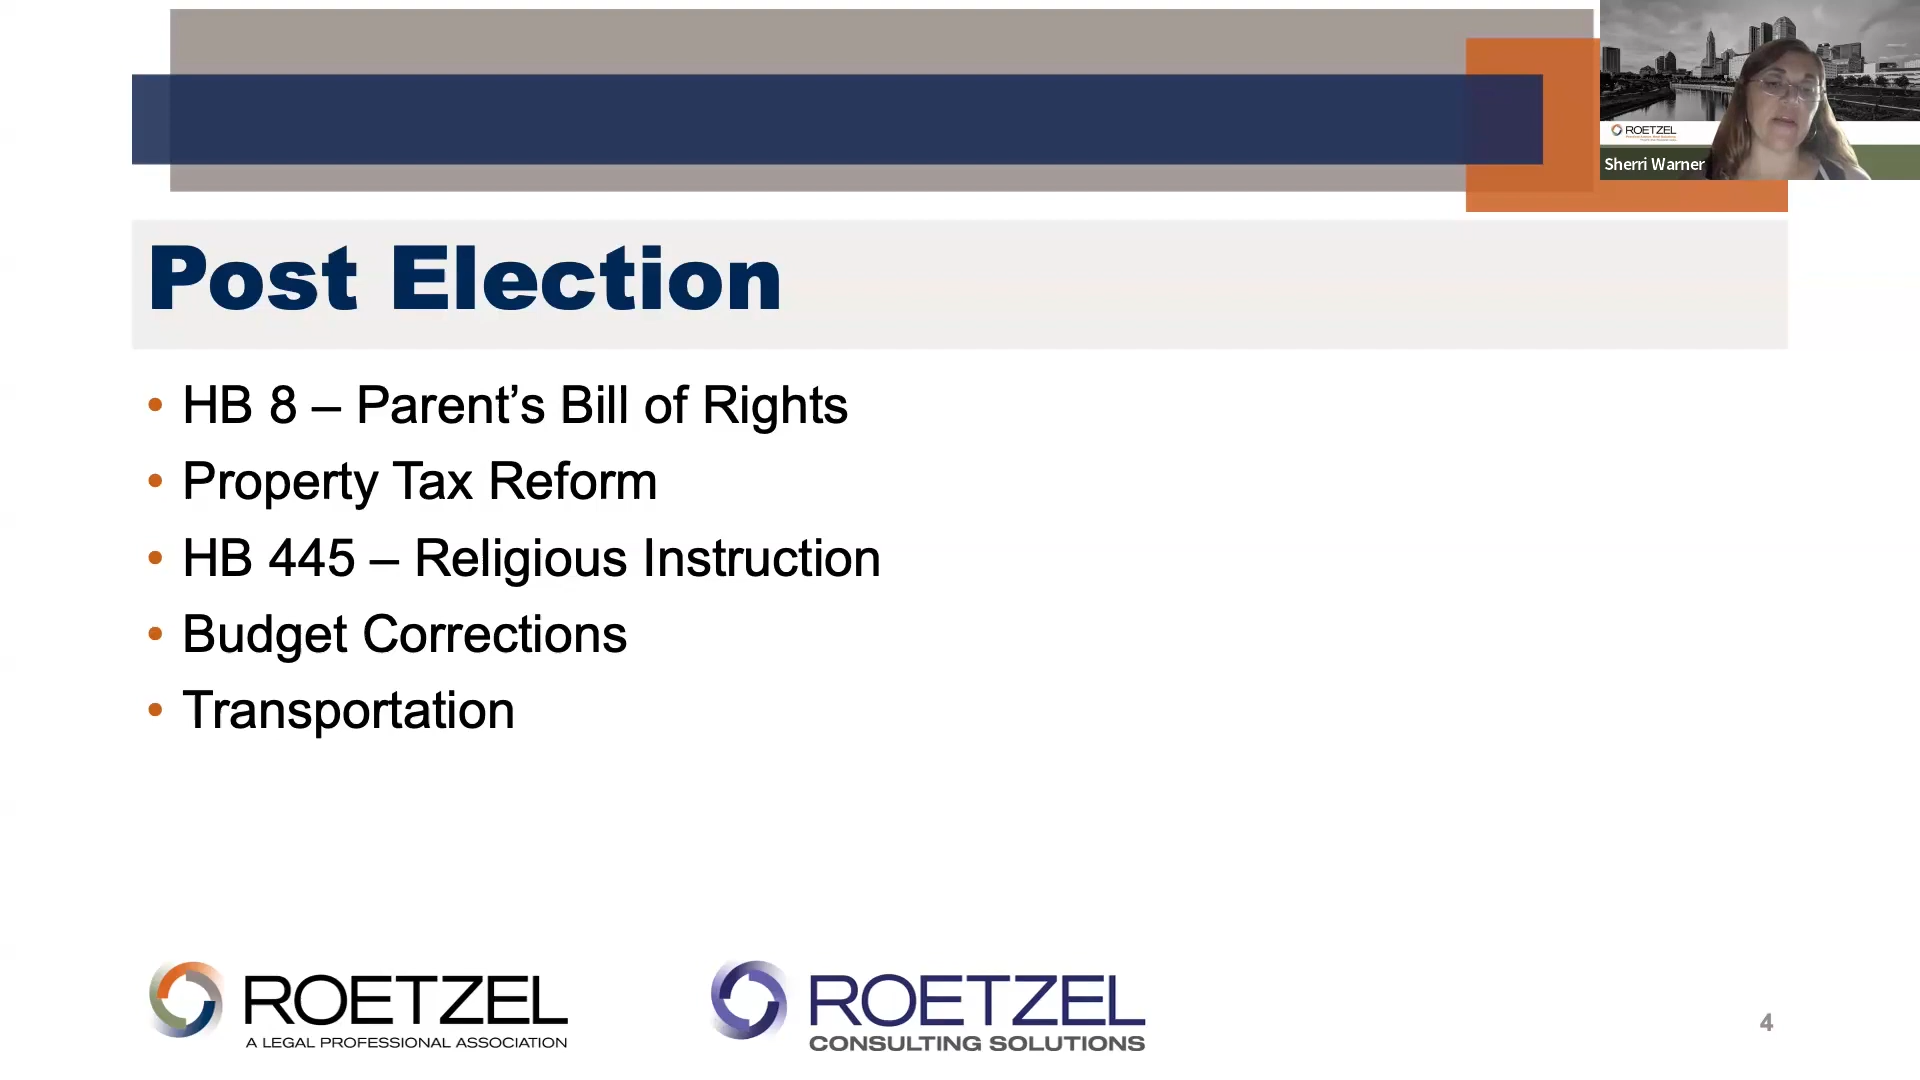 ROETZEL
Sherri Warner
Post Election
• HB 8 – Parent’s Bill of Rights
• Property Tax Reform
• HB 445 – Religious Instruction
• Budget Corrections
• Transportation
ROETZEL
A LEGAL PROFESSIONAL ASSOCIATION
ROETZEL
CONSULTING SOLUTIONS
4